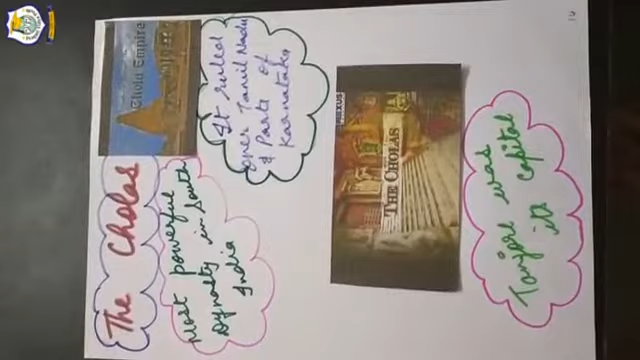 The Cholas
Most powerful
Dynasty in South
India
Chola Empire
It ruled
over Tamil Nadu
& Parts of
Karnataka
THE CHOLAS
Tanjore was
its capital